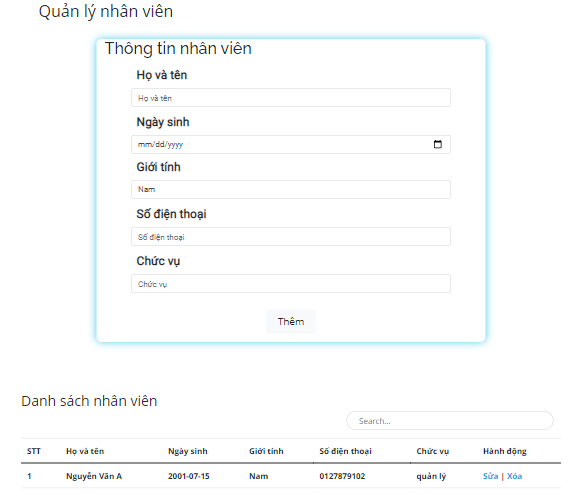 Quản lý nhân viên
Thông tin nhân viên
Họ và tên
Họ và tên
Ngày sinh
mm/dd/yyyy
Giới tính
Nam
Số điện thoại
Số điện thoại
Chức vụ
Chức vụ
Thêm
Danh sách nhân viên
Search...
STT Họ và tên Ngày sinh Giới tính Số điện thoại Chức vụ Hành động
1 Nguyễn Văn A 2001-07-15 Nam 0127879102 quản lý Sửa | Xóa